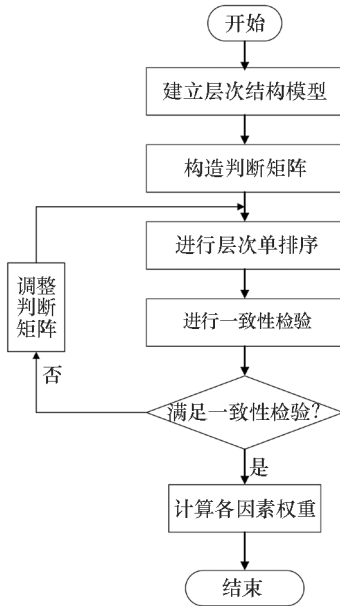 开始
建立层次结构模型
构造判断矩阵
进行层次单排序
调整
判断
矩阵
进行一致性检验
否
满足一致性检验?
是
计算各因素权重
结束